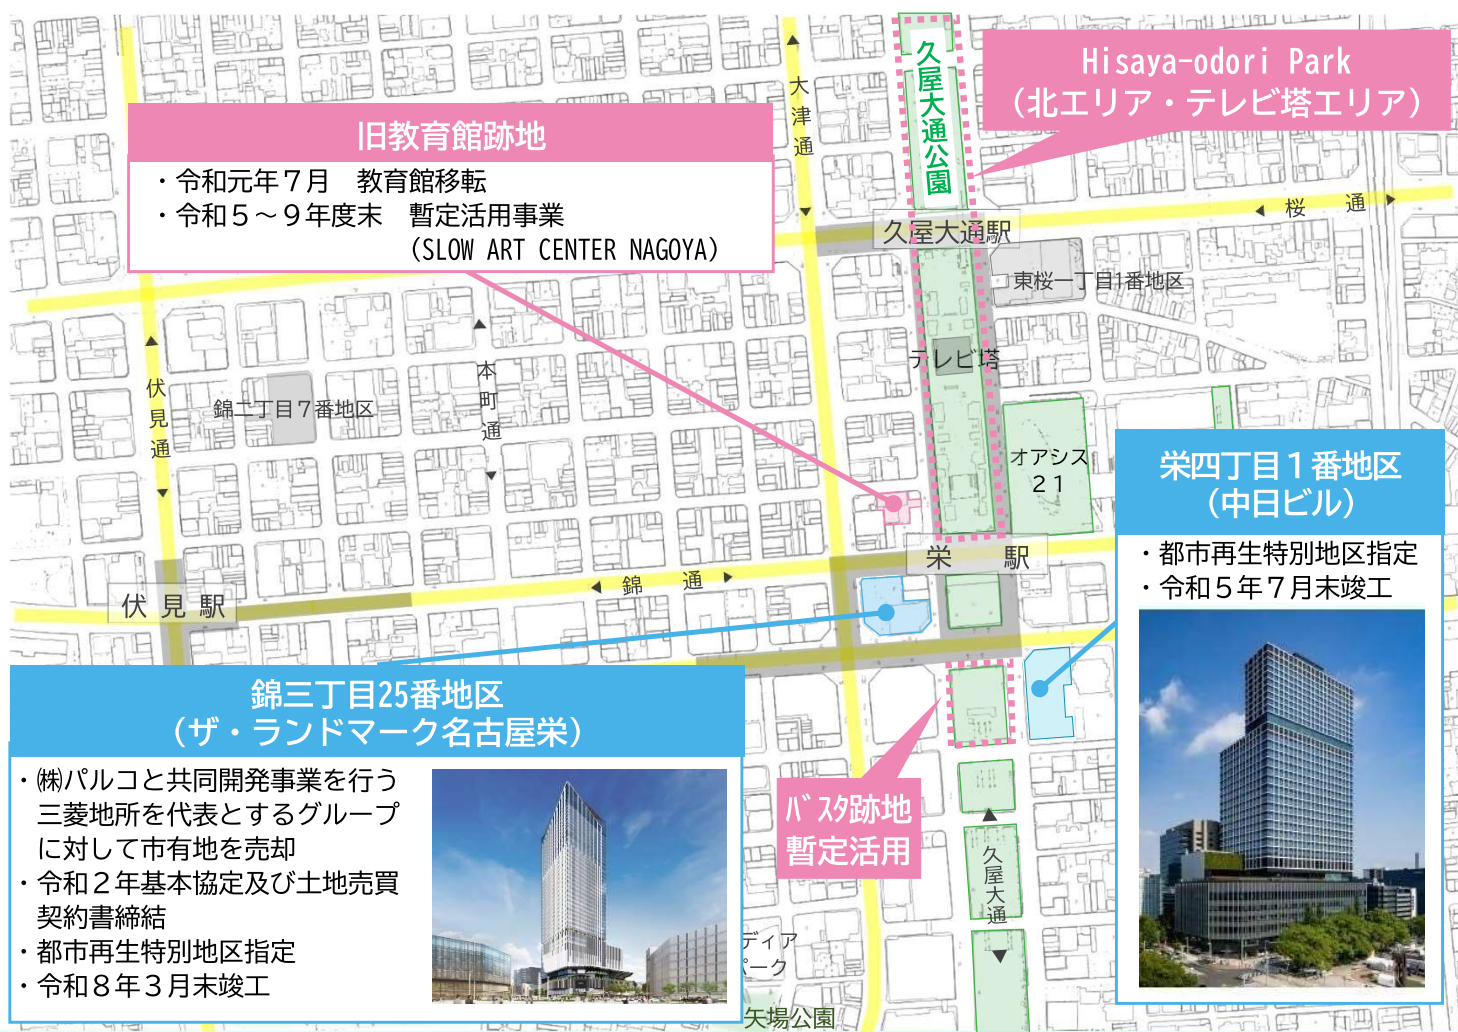 Hisaya-odori Park
（北エリア・テレビ塔エリア）
久屋大通公園
大津通
旧教育館跡地
・令和元年７月　教育館移転
・令和５～９年度末　暫定活用事業
（SLOW ART CENTER NAGOYA）
桜　通
久屋大通駅
東桜一丁目1番地区
テレビ塔
伏見通
本町通
錦二丁目７番地区
オアシス
２１
栄四丁目１番地区
（中日ビル）
・都市再生特別地区指定
・令和５年７月末竣工
栄　駅
錦　通
伏見駅
錦三丁目25番地区
（ザ・ランドマーク名古屋栄）
・㈱パルコと共同開発事業を行う
三菱地所を代表とするグループ
に対して市有地を売却
・令和２年基本協定及び土地売買
契約書締結
・都市再生特別地区指定
・令和８年３月末竣工
ﾊﾞｽﾀ跡地
暫定活用
久屋大通
ディア
パーク
矢場公園